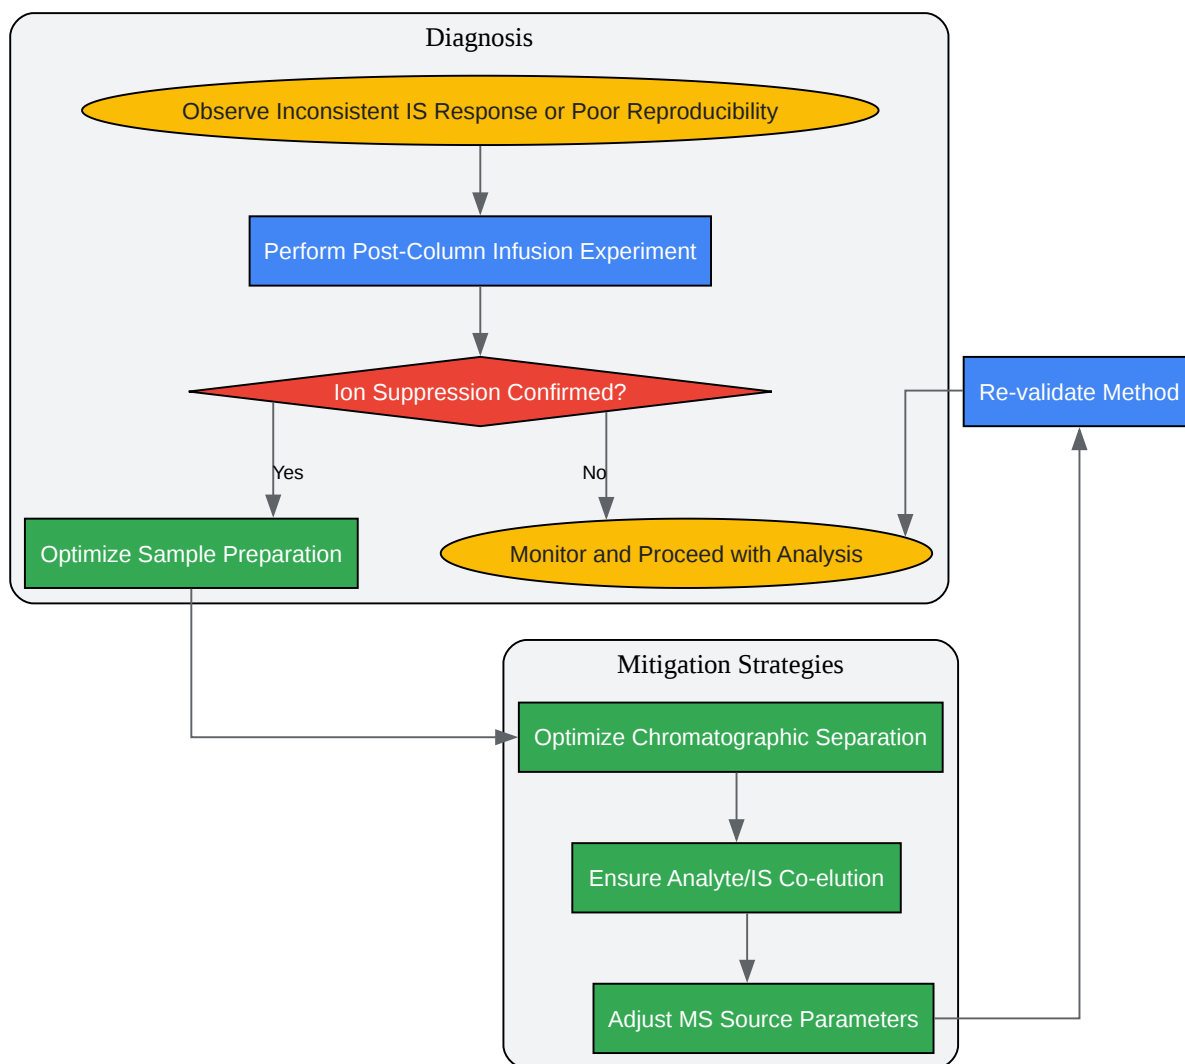 Diagnosis
Observe Inconsistent IS Response or Poor Reproducibility
Perform Post-Column Infusion Experiment
Ion Suppression Confirmed?
Re-validate Method
Yes
No
Optimize Sample Preparation
Monitor and Proceed with Analysis
Mitigation Strategies
Optimize Chromatographic Separation
Ensure Analyte/IS Co-elution
Adjust MS Source Parameters